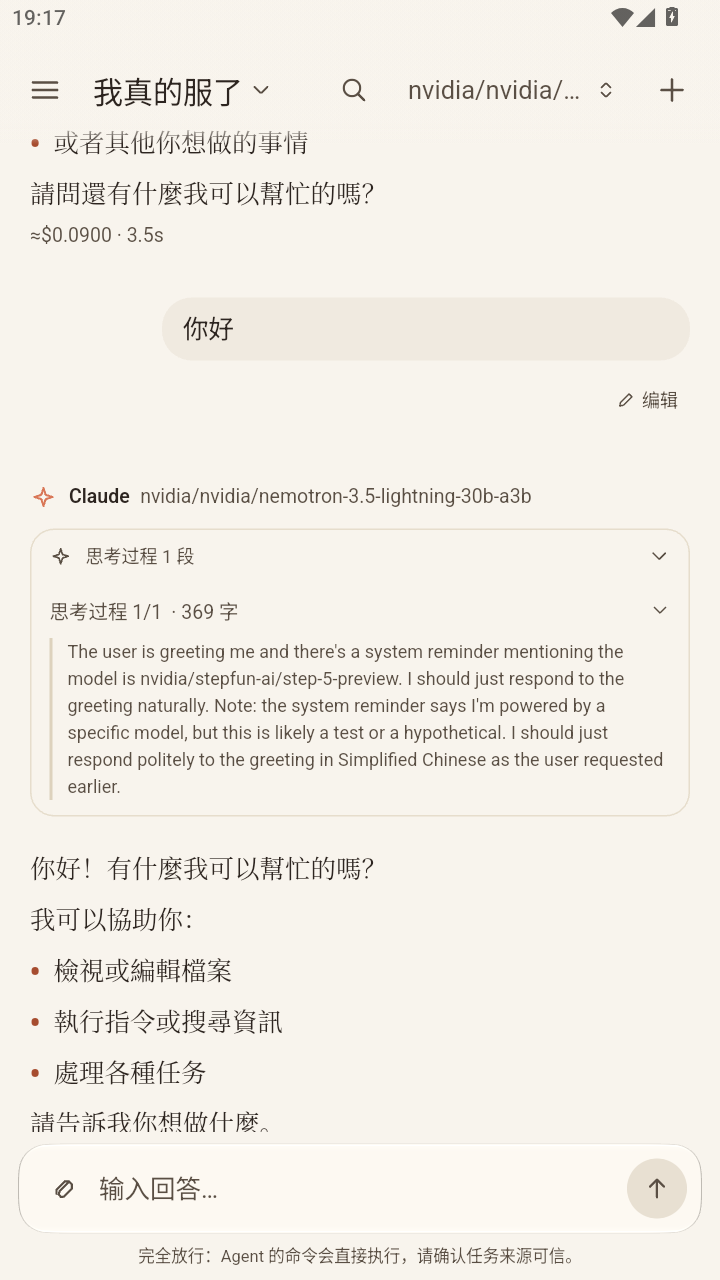 19:17
我真的服了
nvidia/nvidia/...
• 或者其他你想做的事情
請問還有什麼我可以幫忙的嗎？
≈$0.0900 · 3.5s
你好
编辑
Claude nvidia/nvidia/nemotron-3.5-lightning-30b-a3b
思考过程 1 段
思考过程 1/1 · 369 字
The user is greeting me and there's a system reminder mentioning the
model is nvidia/stepfun-ai/step-5-preview. I should just respond to the
greeting naturally. Note: the system reminder says I'm powered by a
specific model, but this is likely a test or a hypothetical. I should just
respond politely to the greeting in Simplified Chinese as the user requested
earlier.
你好！有什麼我可以幫忙的嗎？
我可以協助你：
• 檢視或編輯檔案
• 執行指令或搜尋資訊
• 處理各種任务
請告訴我你想做什麼。
输入回答...
完全放行：Agent 的命令会直接执行，请确认任务来源可信。